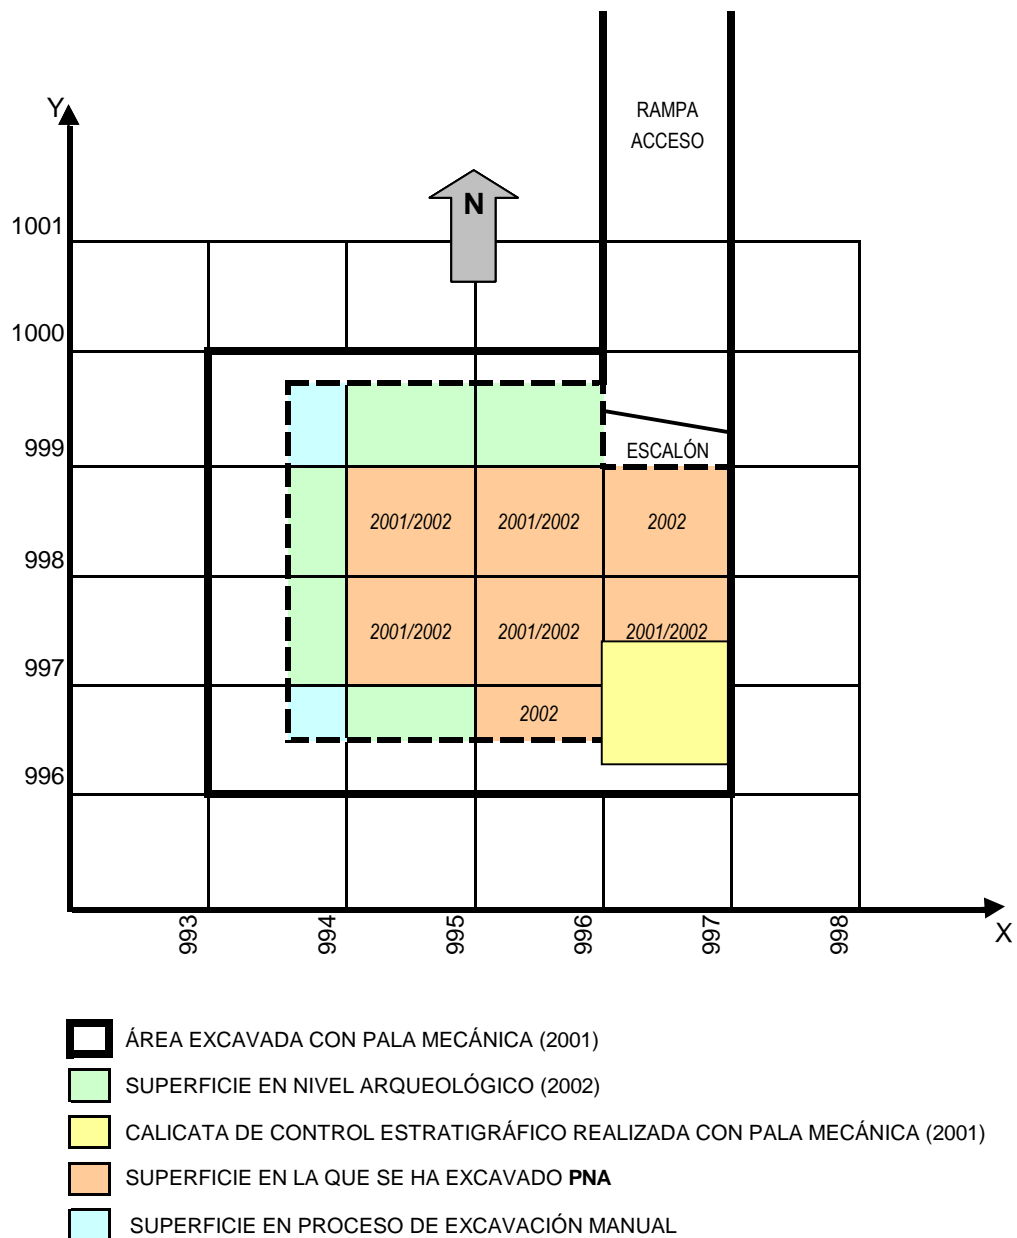 RAMPA
ACCESO
Y
N
1001
1000
999
ESCALÓN
2001/2002 2001/2002 2002
998
2001/2002 2001/2002 2001/2002
997
2002
996
993 994 995 996 997 998
X
ÁREA EXCAVADA CON PALA MECÁNICA (2001)
SUPERFICIE EN NIVEL ARQUEOLÓGICO (2002)
CALICATA DE CONTROL ESTRATIGRÁFICO REALIZADA CON PALA MECÁNICA (2001)
SUPERFICIE EN LA QUE SE HA EXCAVADO PNA
SUPERFICIE EN PROCESO DE EXCAVACIÓN MANUAL